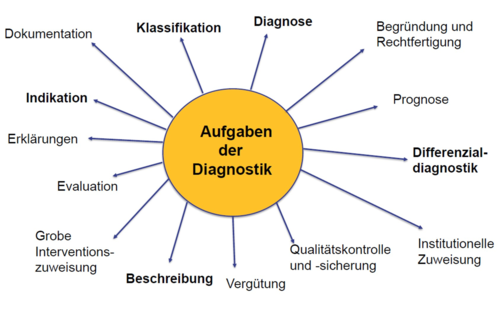 Dokumentation
Klassifikation
Diagnose
Begründung und
Rechtfertigung
Indikation
Prognose
Aufgaben
der
Diagnostik
Erklärungen
Differenzial-
diagnostik
Evaluation
Grobe
Interventions-
zuweisung
Beschreibung
Vergütung
Qualitätskontrolle
und -sicherung
Institutionelle
Zuweisung